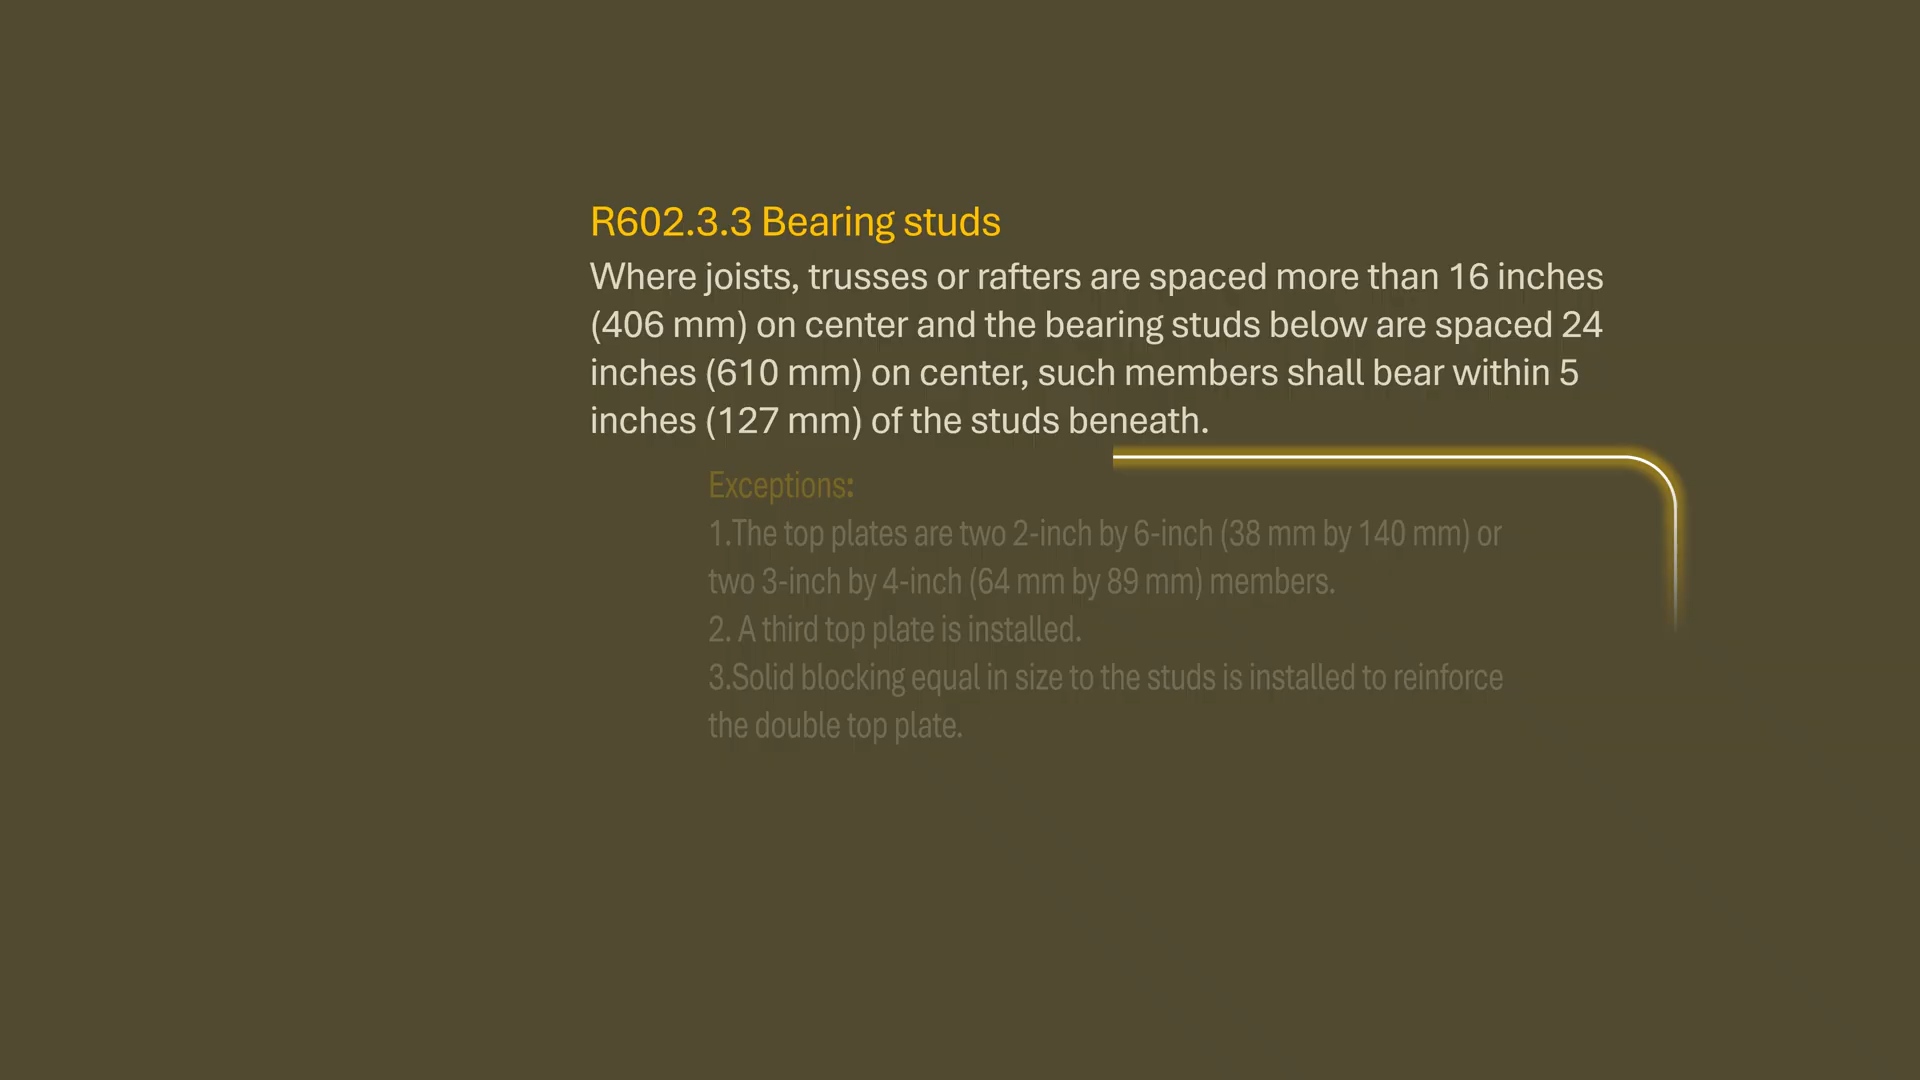 R602.3.3 Bearing studs
Where joists, trusses or rafters are spaced more than 16 inches
(406 mm) on center and the bearing studs below are spaced 24
inches (610 mm) on center, such members shall bear within 5
inches (127 mm) of the studs beneath.
Exceptions:
1.The top plates are two 2-inch by 6-inch (38 mm by 140 mm) or
two 3-inch by 4-inch (64 mm by 89 mm) members.
2. A third top plate is installed.
3.Solid blocking equal in size to the studs is installed to reinforce
the double top plate.